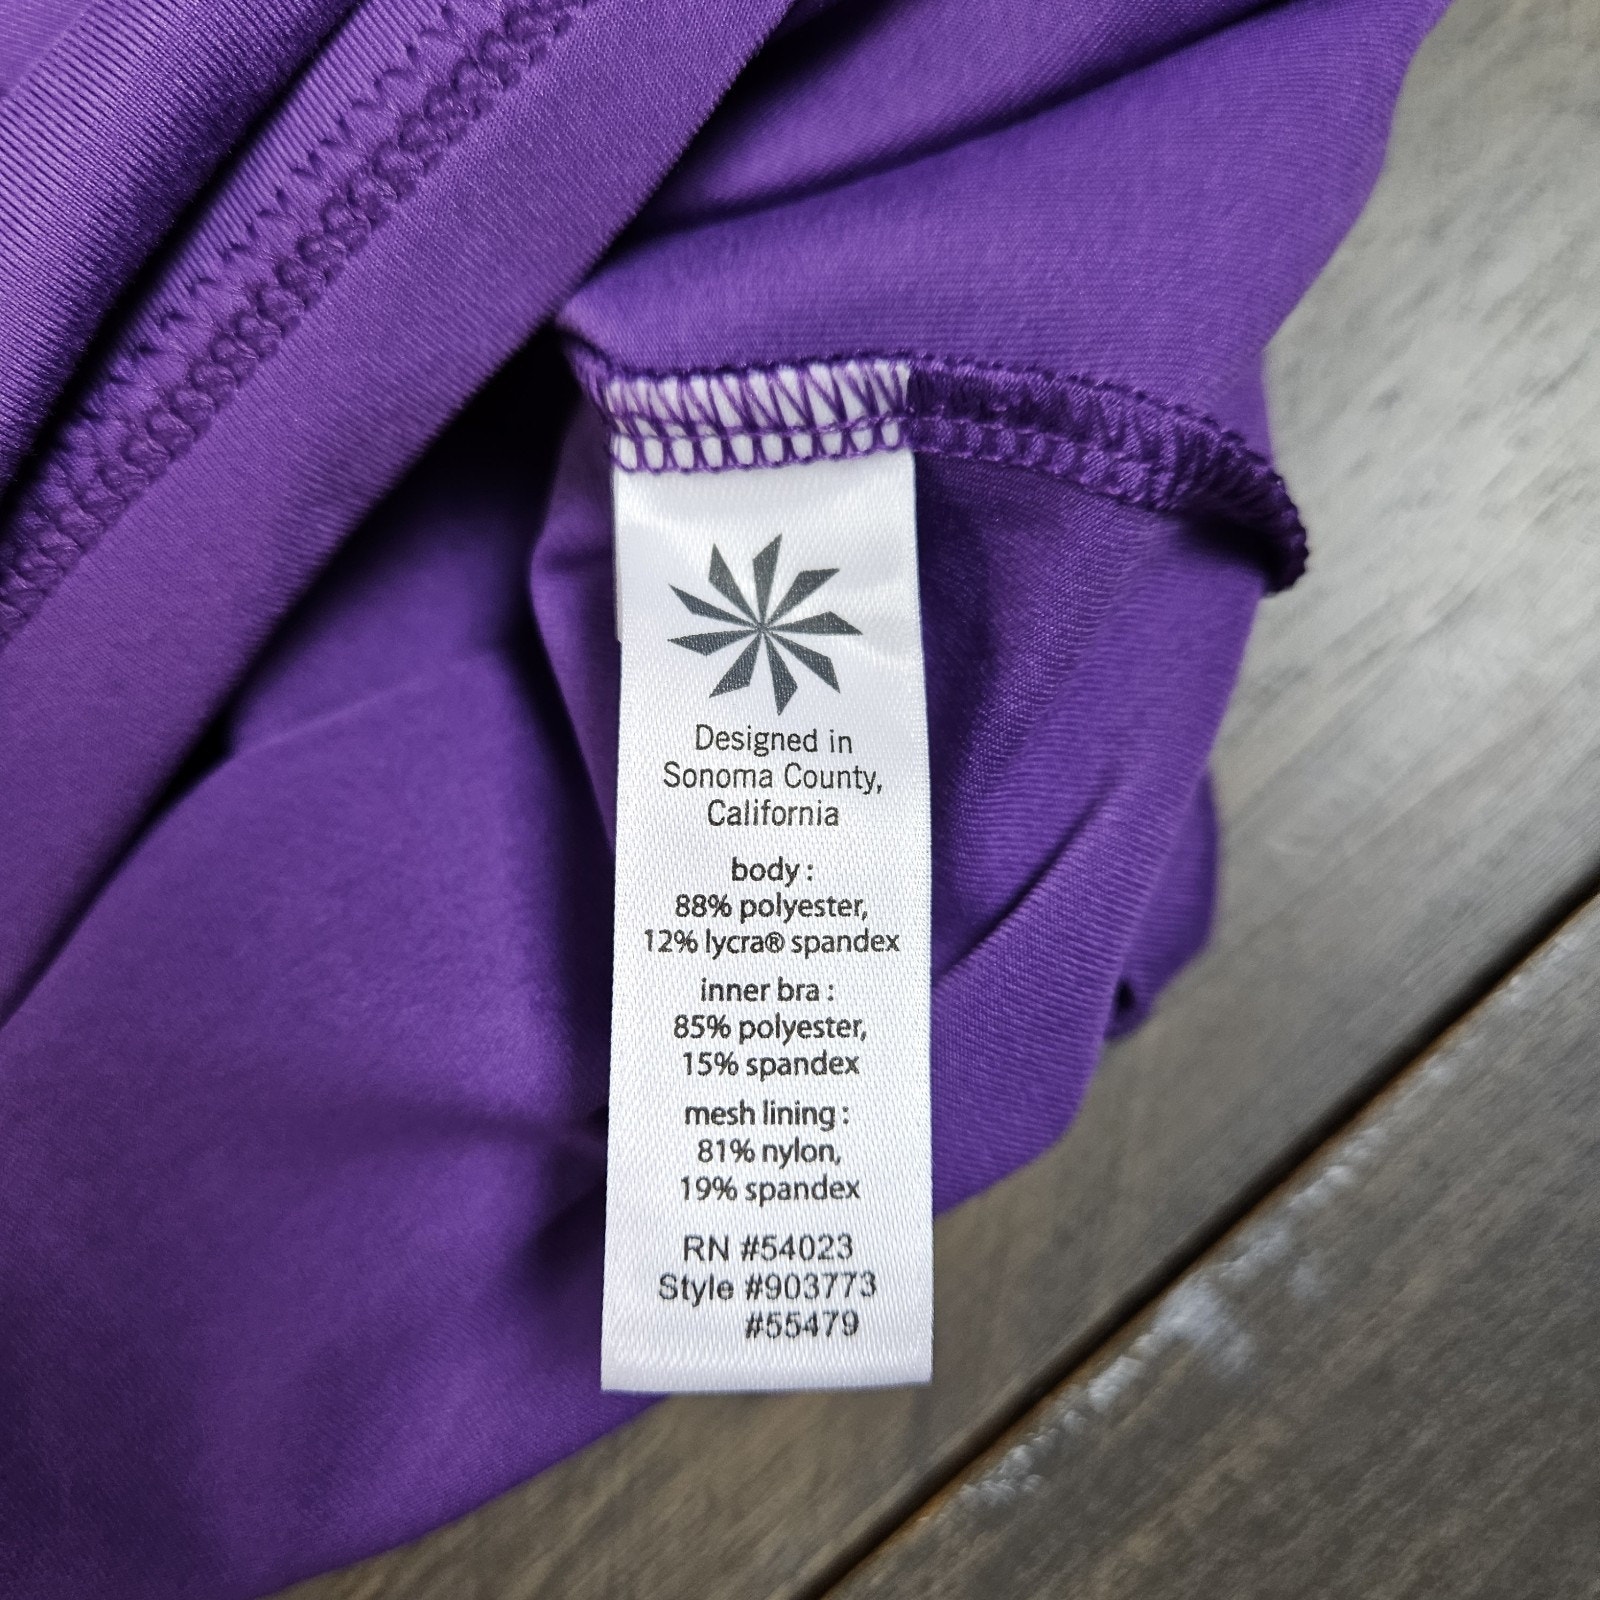 Designed in
Sonoma County,
California
body :
88% polyester,
12% lycra® spandex
inner bra :
85% polyester,
15% spandex
mesh lining :
81% nylon,
19% spandex
RN #54023
Style #903773
#55479